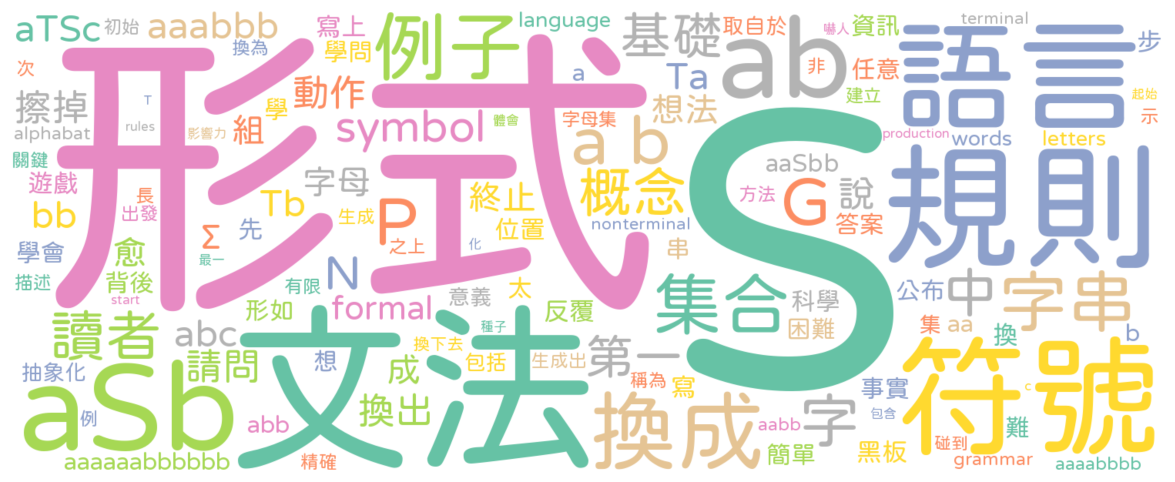 aTSc
初始
aaabbb
換為
寫上
學問
例子
language
基礎
取自於
嚇人
資訊
ab
terminal
語言
步
次
擦掉
alphabat
T
rules
影響力
形式
學
動作
組
symbol
體會
a
Ta
字母集
想法
非
任意
建立
起始
示
關鍵
遊戲
bb
長
出發
字母
Tb
生成
先
Σ
a b
終止
位置
概念
nonterminal
串
方法
production
words
letters
aaSbb
G
說
答案
規則
P
之上
化
N
學會
描述
愈
背後
最一
start
有限
形如
formal
意義
太
反覆
集合
科學
困難
S
公布
中
字串
讀者
abc
請問
抽象化
例
aSb
文法
種子
想
換下去
包括
生成出
成
換出
第一
稱為
寫
換成
集
aa
換
b
事實
包含
c
符號
難
aabb
字
簡單
黑板
碰到
grammar
aaaabbbb
abb
精確
aaaaaabbbbbb